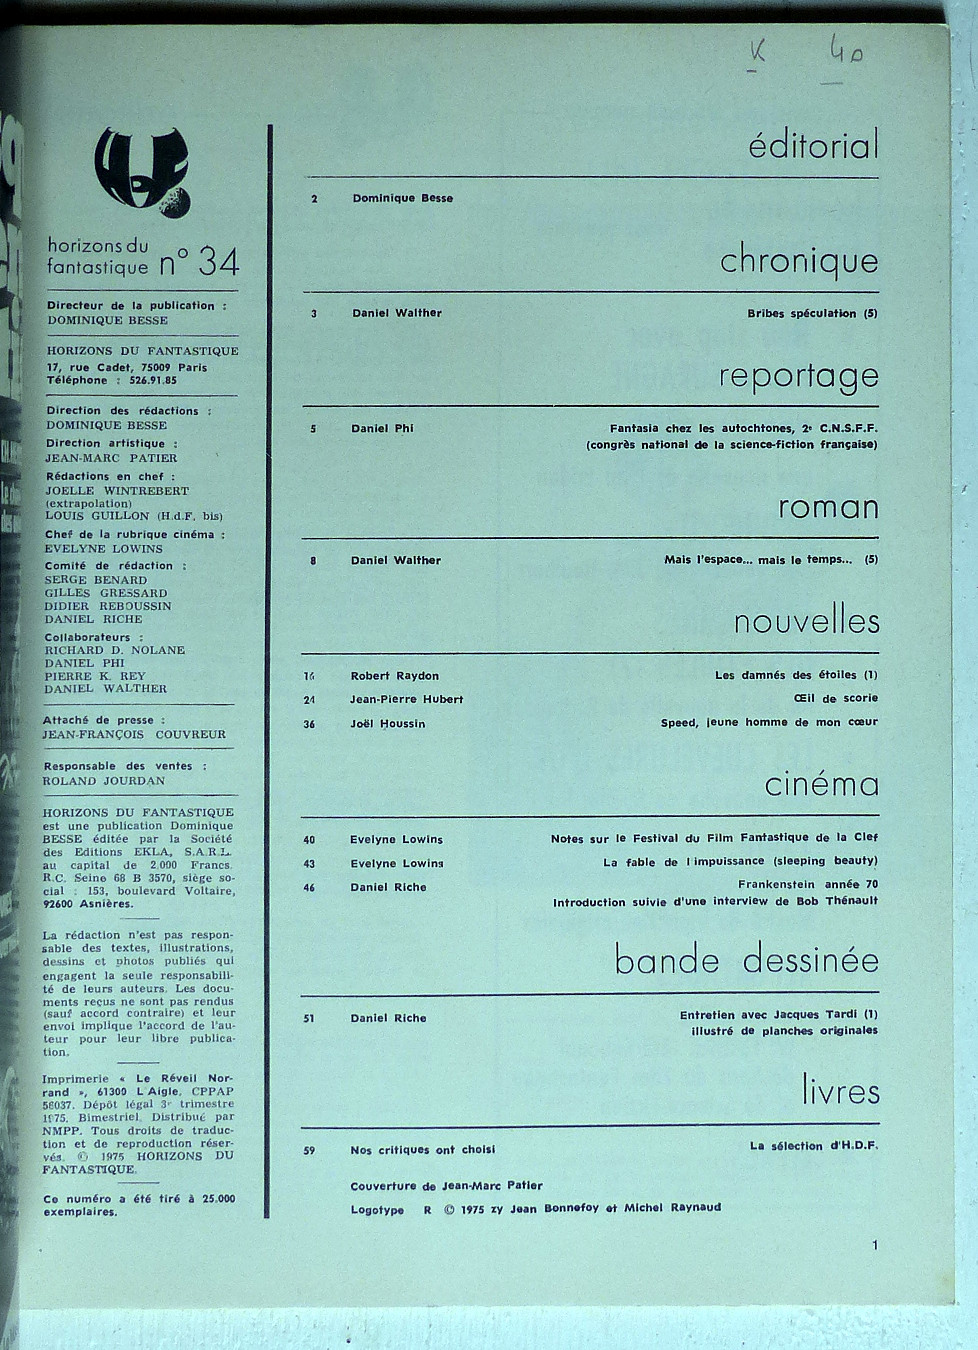 K 40
horizons du
fantastique n° 34
Directeur de la publication :
DOMINIQUE BESSE
HORIZONS DU FANTASTIQUE
17, rue Cadet, 75009 Paris
Téléphone : 526.91.85
Direction des rédactions :
DOMINIQUE BESSE
Direction artistique :
JEAN-MARC PATIER
Rédactions en chef :
JOELLE WINTREBERT
(extrapolation)
LOUIS GUILLON (H.d.F. bis)
Chef de la rubrique cinéma :
EVELYNE LOWINS
Comité de rédaction :
SERGE BENARD
GILLES GRESSARD
DIDIER REBOUSSIN
DANIEL RICHE
Collaborateurs :
RICHARD D. NOLANE
DANIEL PHI
PIERRE K. REY
DANIEL WALTHER
Attaché de presse :
JEAN-FRANÇOIS COUVREUR
Responsable des ventes :
ROLAND JOURDAN
HORIZONS DU FANTASTIQUE
est une publication Dominique
BESSE éditée par la Société
des Editions EKLA, S.A.R.L.
au capital de 2.000 Francs.
R.C. Seine 68 B 3570, siège so-
cial : 153, boulevard Voltaire,
92600 Asnières.
La rédaction n'est pas respon-
sable des textes, illustrations,
dessins et photos publiés qui
engagent la seule responsabili-
té de leurs auteurs. Les docu-
ments reçus ne sont pas rendus
(sauf accord contraire) et leur
envoi implique l'accord de l'au-
teur pour leur libre publica-
tion.
Imprimerie « Le Réveil Nor-
rand », 61300 L'Aigle. CPPAP
56037. Dépôt légal 3e trimestre
1975. Bimestriel. Distribué par
NMPP. Tous droits de traduc-
tion et de reproduction réser-
vés. © 1975 HORIZONS DU
FANTASTIQUE.
Ce numéro a été tiré à 25.000
exemplaires.
éditorial
2 Dominique Besse
chronique
3 Daniel Walther Bribes spéculation (5)
reportage
5 Daniel Phi Fantasia chez les autochtones, 2e C.N.S.F.F.
(congrès national de la science-fiction française)
roman
8 Daniel Walther Mais l'espace... mais le temps... (5)
nouvelles
16 Robert Raydon Les damnés des étoiles (1)
24 Jean-Pierre Hubert Œil de scorie
36 Joël Houssin Speed, jeune homme de mon cœur
cinéma
40 Evelyne Lowins Notes sur le Festival du Film Fantastique de la Clef
43 Evelyne Lowins La fable de l impuissance (sleeping beauty)
46 Daniel Riche Frankenstein année 70
Introduction suivie d'une interview de Bob Thénault
bande dessinée
51 Daniel Riche Entretien avec Jacques Tardi (1)
illustré de planches originales
livres
59 Nos critiques ont choisi La sélection d'H.D.F.
Couverture de Jean-Marc Patier
Logotype R © 1975 zy Jean Bonnefoy et Michel Raynaud
1